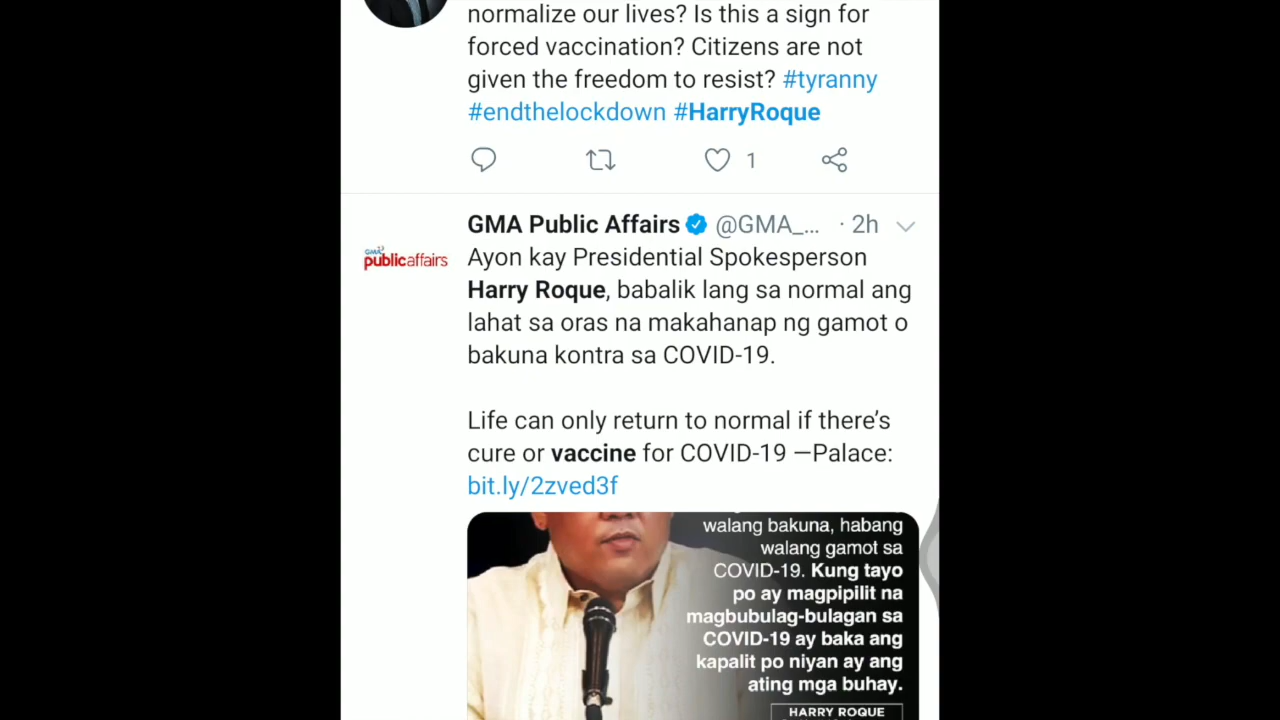 normalize our lives? Is this a sign for
forced vaccination? Citizens are not
given the freedom to resist? #tyranny
#endthelockdown #HarryRoque
1
GMA Public Affairs @GMA_... · 2h
GMA
publicaffairs
Ayon kay Presidential Spokesperson
Harry Roque, babalik lang sa normal ang
lahat sa oras na makahanap ng gamot o
bakuna kontra sa COVID-19.
Life can only return to normal if there's
cure or vaccine for COVID-19 —Palace:
bit.ly/2zved3f
walang bakuna, habang
walang gamot sa
COVID-19. Kung tayo
po ay magpipilit na
magbubulag-bulagan sa
COVID-19 ay baka ang
kapalit po niyan ay ang
ating mga buhay.
HARRY ROQUE